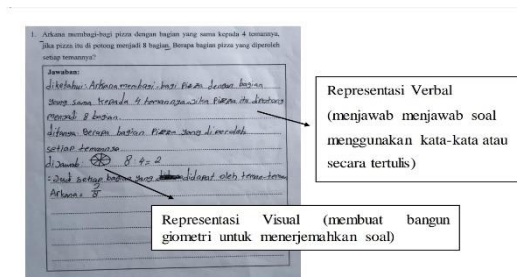 1. Arkana membagi-bagi pizza dengan bagian yang sama kepada 4 temannya,
jika pizza itu di potong menjadi 8 bagian. Berapa bagian pizza yang diperoleh
setiap temannya?
Jawaban:
diketahui: Arkana membagi-bagi Pizza dengan bagian
yang sama kepada 4 temannya. Jika Pizza itu dipotong
menjadi 8 bagian.
ditanya: Berapa bagian Pizza yang diperoleh
setiap temannya
dijawab 8 4 = 2
setiap bagian yang didapat oleh teman-teman
Arkana = 2/8
Representasi Verbal
(menjawab menjawab soal
menggunakan kata-kata atau
secara tertulis)
Representasi Visual (membuat bangun
giometri untuk menerjemahkan soal)